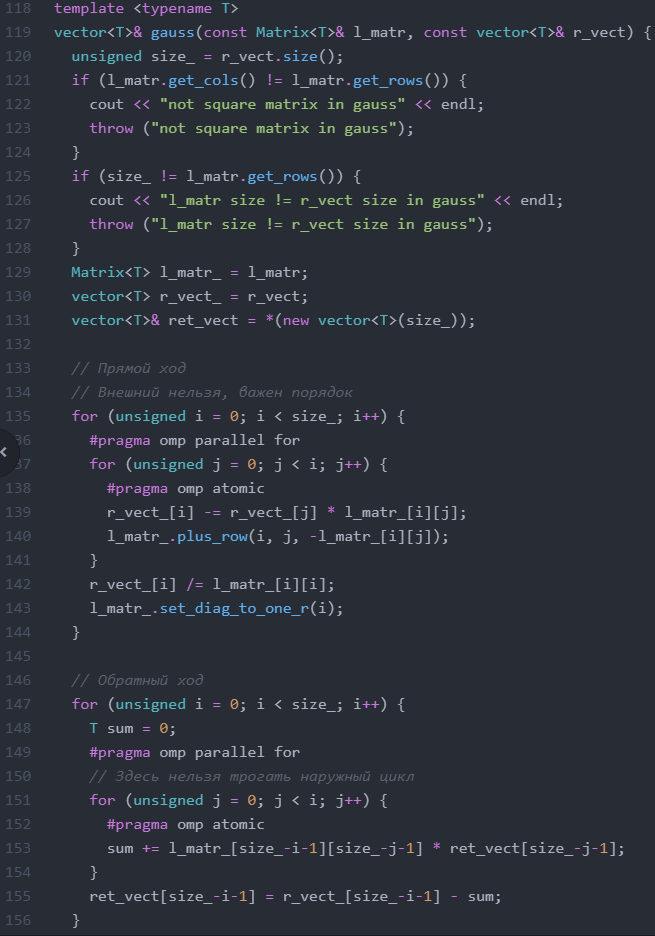 118 template <typename T>
119 vector<T>& gauss(const Matrix<T>& l_matr, const vector<T>& r_vect) {
120   unsigned size_ = r_vect.size();
121   if (l_matr.get_cols() != l_matr.get_rows()) {
122     cout << "not square matrix in gauss" << endl;
123     throw ("not square matrix in gauss");
124   }
125   if (size_ != l_matr.get_rows()) {
126     cout << "l_matr size != r_vect size in gauss" << endl;
127     throw ("l_matr size != r_vect size in gauss");
128   }
129   Matrix<T> l_matr_ = l_matr;
130   vector<T> r_vect_ = r_vect;
131   vector<T>& ret_vect = *(new vector<T>(size_));
132
133   // Прямой ход
134   // Внешний нельзя, важен порядок
135   for (unsigned i = 0; i < size_; i++) {
36     #pragma omp parallel for
37     for (unsigned j = 0; j < i; j++) {
138       #pragma omp atomic
139       r_vect_[i] -= r_vect_[j] * l_matr_[i][j];
140       l_matr_.plus_row(i, j, -l_matr_[i][j]);
141     }
142     r_vect_[i] /= l_matr_[i][i];
143     l_matr_.set_diag_to_one_r(i);
144   }
145
146   // Обратный ход
147   for (unsigned i = 0; i < size_; i++) {
148     T sum = 0;
149     #pragma omp parallel for
150     // Здесь нельзя трогать наружный цикл
151     for (unsigned j = 0; j < i; j++) {
152       #pragma omp atomic
153       sum += l_matr_[size_-i-1][size_-j-1] * ret_vect[size_-j-1];
154     }
155     ret_vect[size_-i-1] = r_vect_[size_-i-1] - sum;
156   }